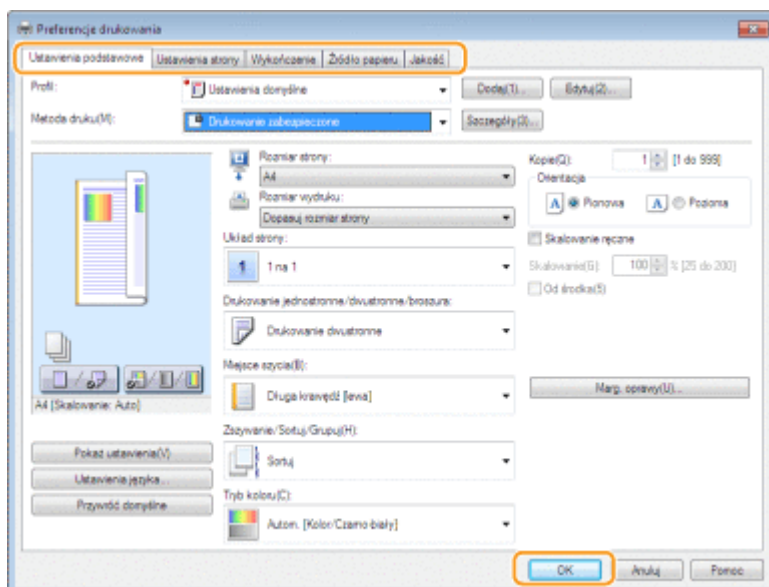 Preferencje drukowania
Ustawienia podstawowe Ustawienia strony Wykończenie Źródło papieru Jakość
Profil: Ustawienia domyślne Dodaj(1)... Edytuj(2)...
Metoda druku(M): Drukowanie zabezpieczone Szczegóły(3)...
Rozmiar strony:
A4
Rozmiar wydruku:
Dopasuj rozmiar strony
Układ strony:
1 1 na 1
Drukowanie jednostronne/dwustronne/broszura:
Drukowanie dwustronne
Miejsce szycia(B):
Długa krawędź [lewa]
Zszywanie/Sortuj/Grupuj(H):
Sortuj
Tryb koloru(C):
Autom. [Kolor/Czarno-biały]
Kopie(Q): 1 [1 do 999]
Orientacja
A Pionowa A Pozioma
Skalowanie ręczne
Skalowanie(G): 100 % [25 do 200]
Od środka(5)
Marg. oprawy(U)...
A4 [Skalowanie: Auto]
Pokaż ustawienia(V)
Ustawienia języka...
Przywróć domyślne
OK Anuluj Pomoc